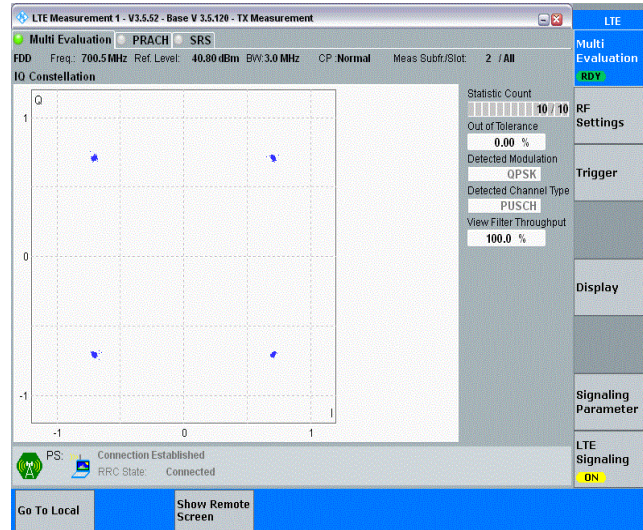 LTE Measurement 1 - V3.5.52 - Base V 3.5.120 - TX Measurement
LTE
Multi Evaluation PRACH SRS
Multi
Evaluation
RDY
FDD Freq.: 700.5 MHz Ref. Level: 40.80 dBm BW:3.0 MHz CP :Normal Meas Subfr./Slot: 2 / All
IQ Constellation
Q
1
0
-1
-1 0 1
I
Statistic Count
10 / 10
Out of Tolerance
0.00 %
Detected Modulation
QPSK
Detected Channel Type
PUSCH
View Filter Throughput
100.0 %
RF
Settings
Trigger
Display
Signaling
Parameter
LTE
Signaling
ON
PS: Connection Established
RRC State: Connected
Go To Local
Show Remote
Screen